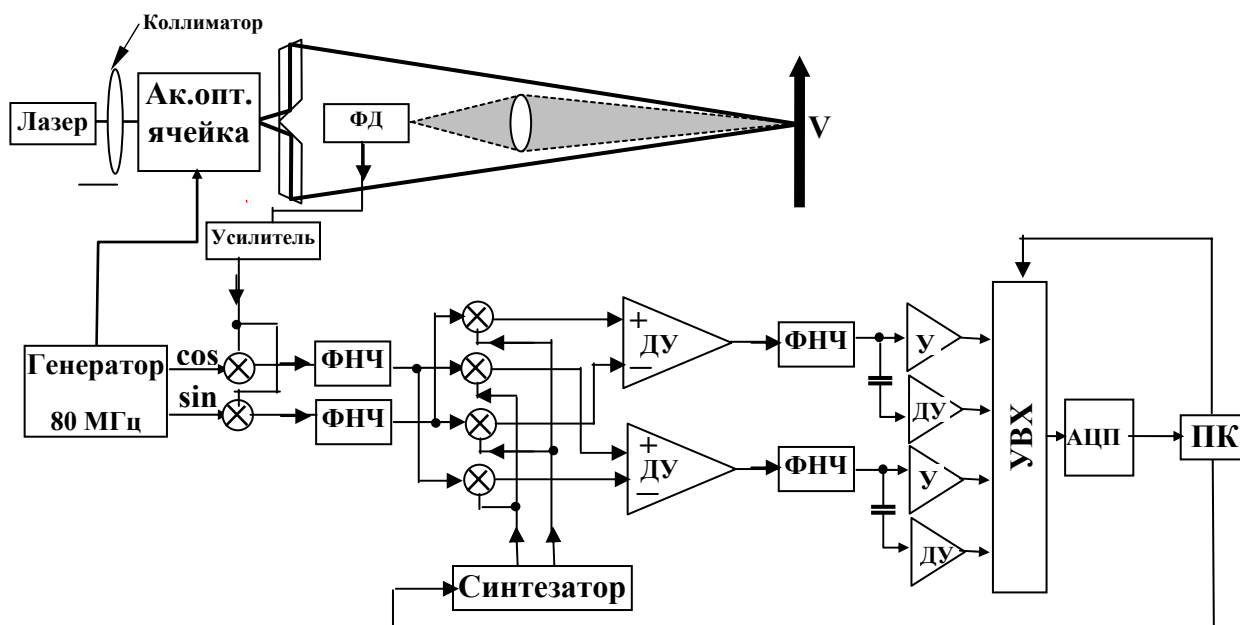 Коллиматор
Лазер
Ак.опт.
ячейка
ФД
V
Усилитель
Генератор
80 МГц
cos
sin
ФНЧ
ФНЧ
+
ДУ
–
+
ДУ
–
ФНЧ
ФНЧ
У
ДУ
У
ДУ
УВХ
АЦП
ПК
Синтезатор